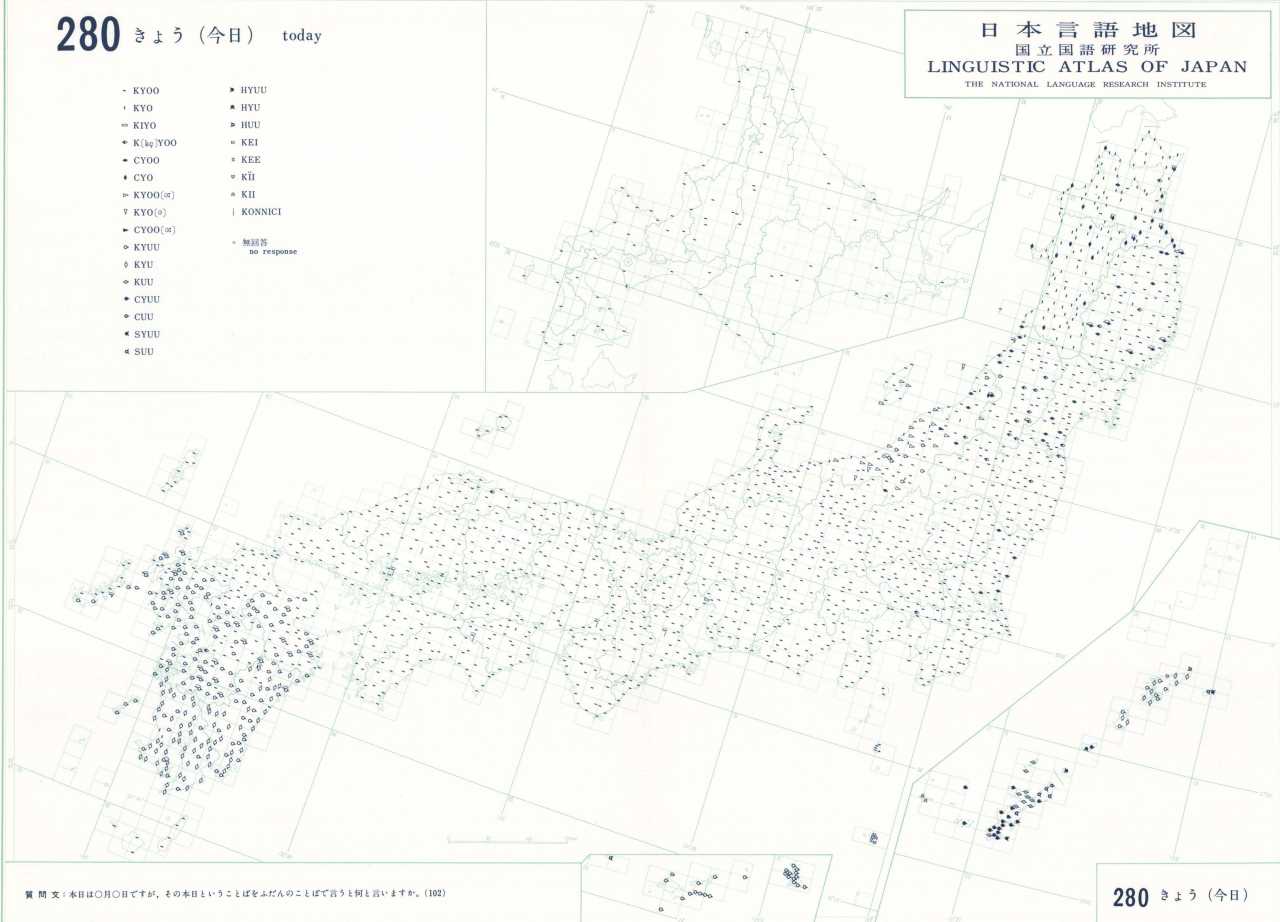 280 きょう（今日） today
日本言語地図
国立国語研究所
LINGUISTIC ATLAS OF JAPAN
THE NATIONAL LANGUAGE RESEARCH INSTITUTE
KYOO
KYO
KIYO
K[kç]YOO
CYOO
CYO
KYOO[ɔː]
KYO[ɔ]
CYOO[ɔː]
KYUU
KYU
KUU
CYUU
CUU
SYUU
SUU
HYUU
HYU
HUU
KEI
KEE
KÏI
KII
KONNICI
無回答
no response
質問文：本日は○月○日ですが，その本日ということばをふだんのことばで言うと何と言いますか。(102)
280 きょう（今日）